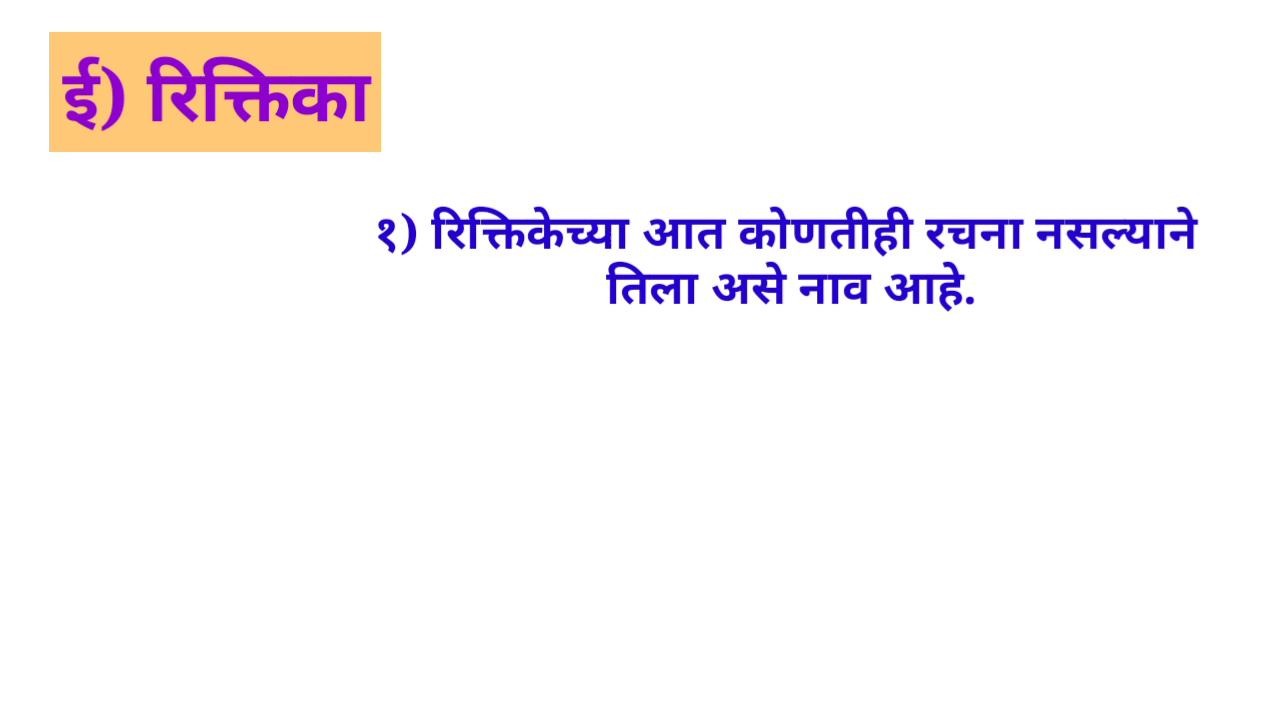 ई) रिक्तिका
१) रिक्तिकेच्या आत कोणतीही रचना नसल्याने
तिला असे नाव आहे.